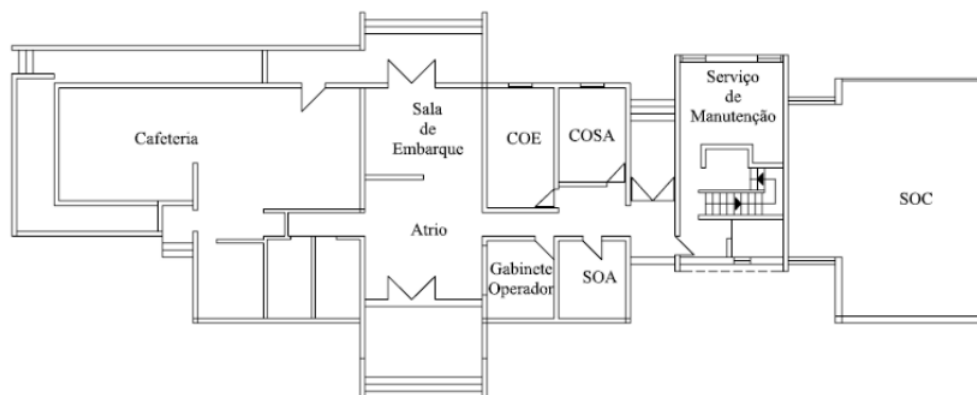 Cafeteria
Sala
de
Embarque
COE
COSA
Serviço
de
Manutenção
SOC
Atrio
Gabinete
Operador
SOA